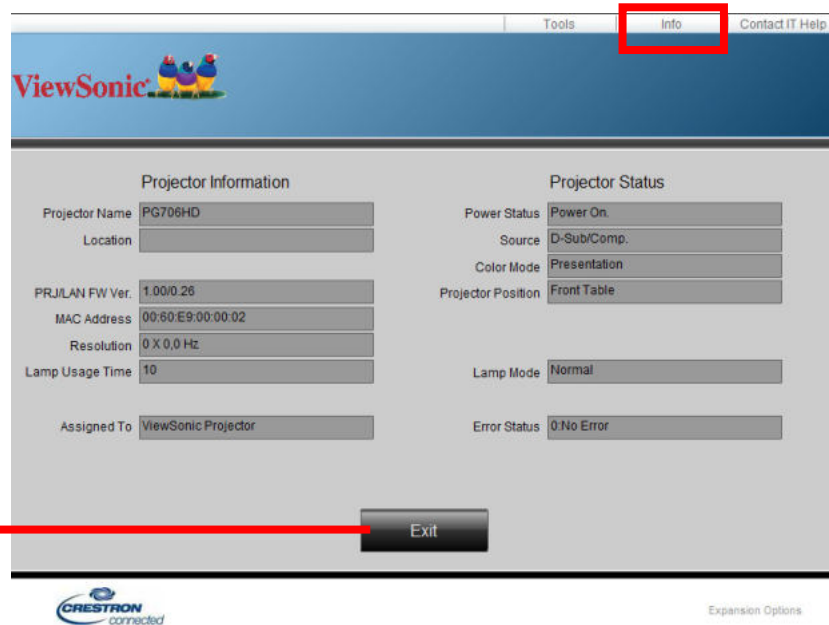 Tools Info Contact IT Help
ViewSonic
Projector Information
Projector Name PG706HD
Location
PRJ/LAN FW Ver. 1.00/0.26
MAC Address 00:60:E9:00:00:02
Resolution 0 X 0,0 Hz
Lamp Usage Time 10
Assigned To ViewSonic Projector
Projector Status
Power Status Power On.
Source D-Sub/Comp.
Color Mode Presentation
Projector Position Front Table
Lamp Mode Normal
Error Status 0:No Error
Exit
CRESTRON
connected
Expansion Options